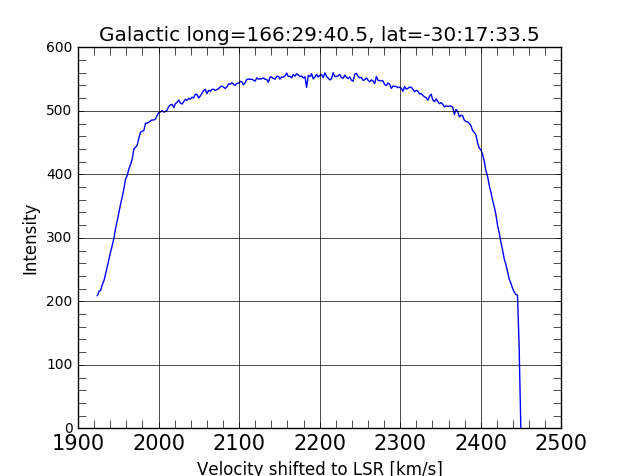 Galactic long=166:29:40.5, lat=-30:17:33.5
600
500
400
300
200
100
0
Intensity
1900 2000 2100 2200 2300 2400 2500
Velocity shifted to LSR [km/s]